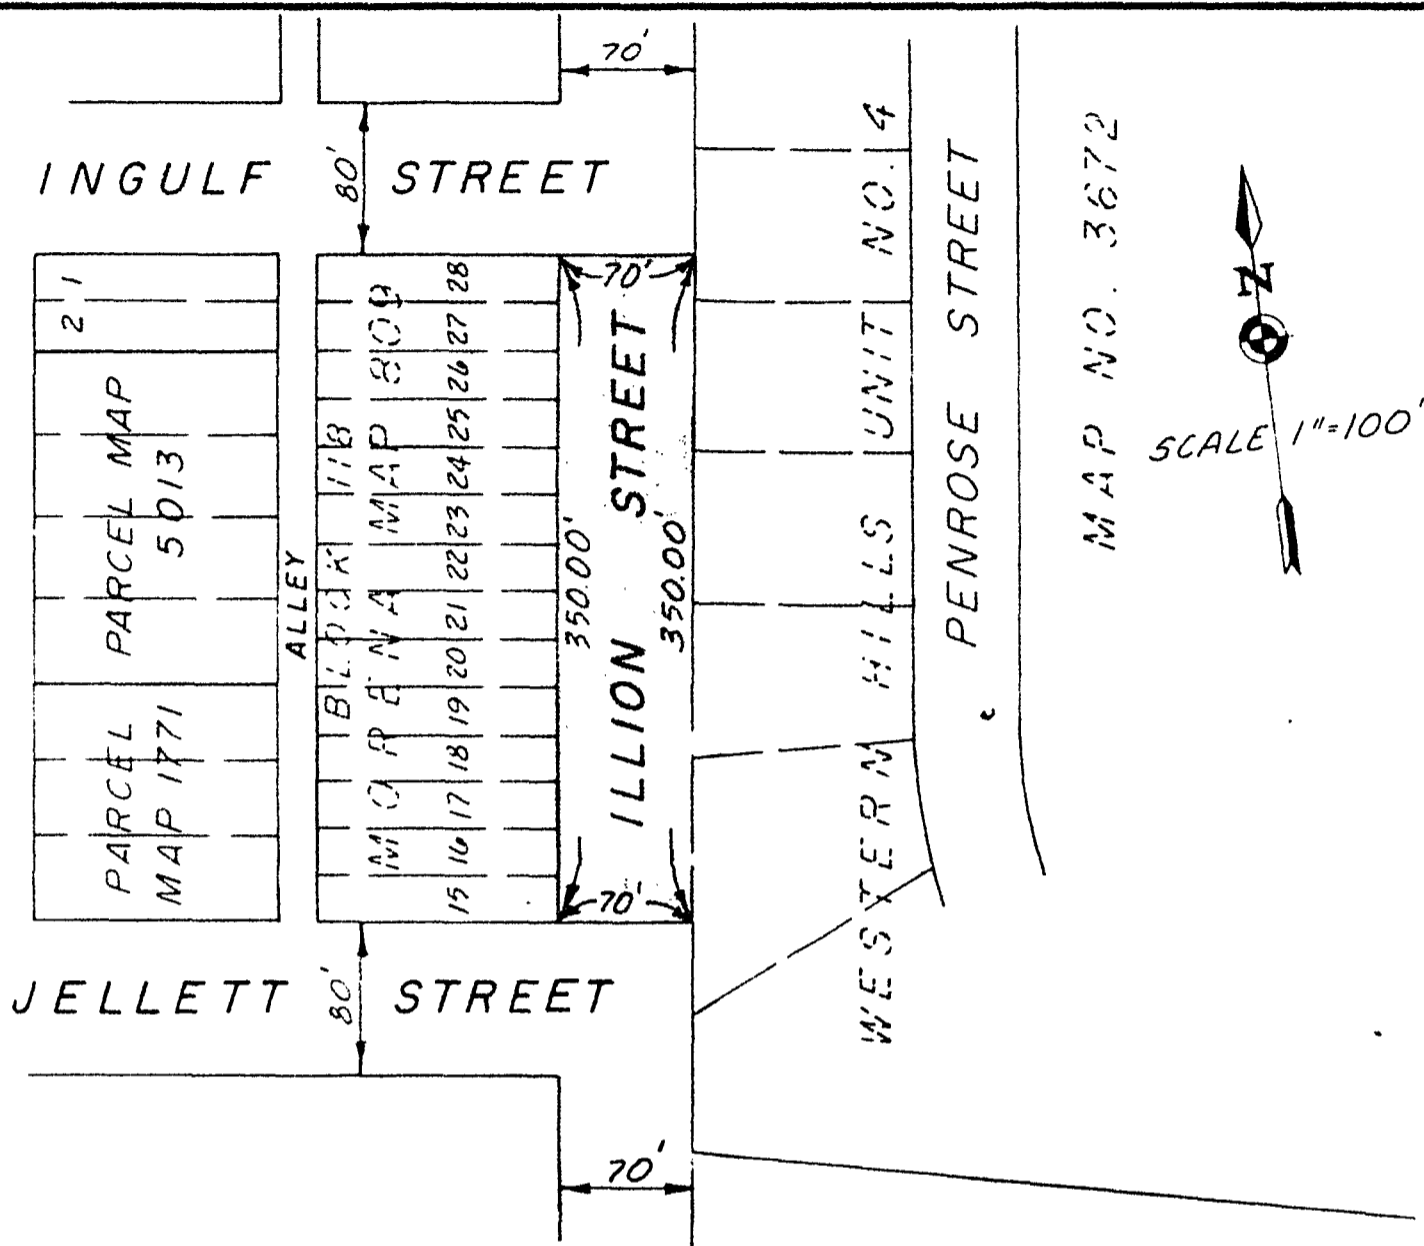 70'
INGULF STREET
80'
1
2
PARCEL MAP
5013
PARCEL
PARCEL
MAP 1771
ALLEY
BLOCK 118
MORENA MAP 809
28
27
26
25
24
23
22
21
20
19
18
17
16
15
70'
ILLION STREET
350.00'
350.00'
70'
JELLETT STREET
80'
70'
WESTERN HILLS UNIT NO. 4
PENROSE STREET
MAP NO. 3672
N
SCALE 1"=100'